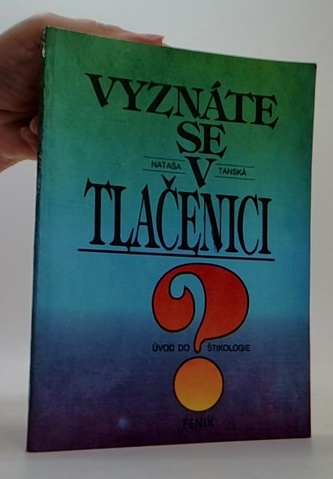 VYZNÁTE
SE
NATAŠA V TANSKÁ
TLAČENICI
?
ÚVOD DO ŠTIKOLOGIE
FENIX